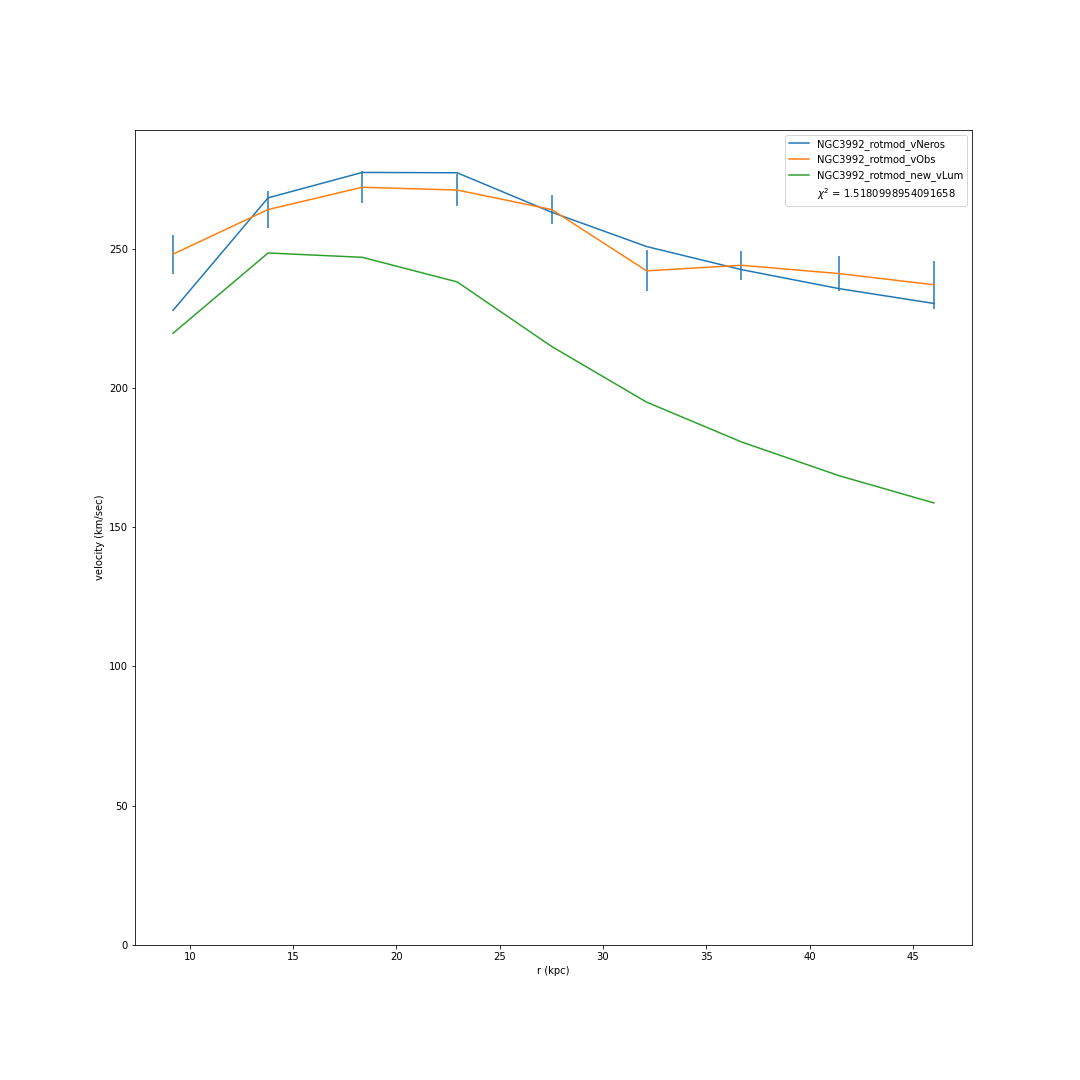 NGC3992_rotmod_vNeros
NGC3992_rotmod_vObs
NGC3992_rotmod_new_vLum
χ² = 1.5180998954091658
250
200
150
100
50
0
velocity (km/sec)
10 15 20 25 30 35 40 45
r (kpc)